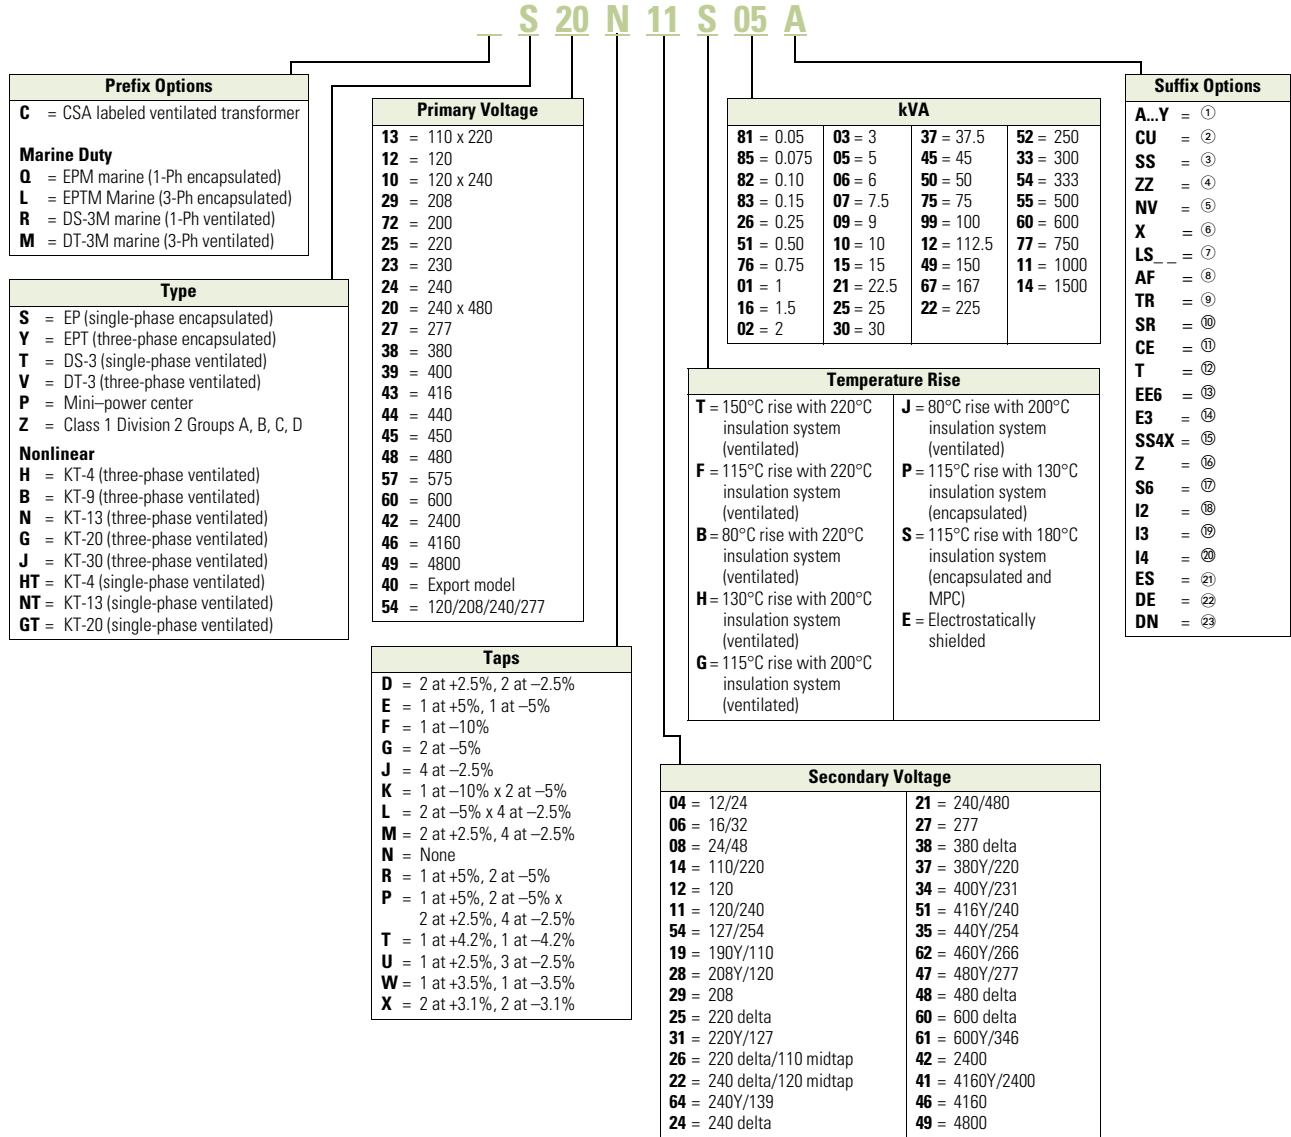 _ S 20 N 11 S 05 A
Prefix Options
C = CSA labeled ventilated transformer
Marine Duty
Q = EPM marine (1-Ph encapsulated)
L = EPTM Marine (3-Ph encapsulated)
R = DS-3M marine (1-Ph ventilated)
M = DT-3M marine (3-Ph ventilated)
Type
S = EP (single-phase encapsulated)
Y = EPT (three-phase encapsulated)
T = DS-3 (single-phase ventilated)
V = DT-3 (three-phase ventilated)
P = Mini–power center
Z = Class 1 Division 2 Groups A, B, C, D
Nonlinear
H = KT-4 (three-phase ventilated)
B = KT-9 (three-phase ventilated)
N = KT-13 (three-phase ventilated)
G = KT-20 (three-phase ventilated)
J = KT-30 (three-phase ventilated)
HT = KT-4 (single-phase ventilated)
NT = KT-13 (single-phase ventilated)
GT = KT-20 (single-phase ventilated)
Primary Voltage
13 = 110 x 220
12 = 120
10 = 120 x 240
29 = 208
72 = 200
25 = 220
23 = 230
24 = 240
20 = 240 x 480
27 = 277
38 = 380
39 = 400
43 = 416
44 = 440
45 = 450
48 = 480
57 = 575
60 = 600
42 = 2400
46 = 4160
49 = 4800
40 = Export model
54 = 120/208/240/277
Taps
D = 2 at +2.5%, 2 at –2.5%
E = 1 at +5%, 1 at –5%
F = 1 at –10%
G = 2 at –5%
J = 4 at –2.5%
K = 1 at –10% x 2 at –5%
L = 2 at –5% x 4 at –2.5%
M = 2 at +2.5%, 4 at –2.5%
N = None
R = 1 at +5%, 2 at –5%
P = 1 at +5%, 2 at –5% x
2 at +2.5%, 4 at –2.5%
T = 1 at +4.2%, 1 at –4.2%
U = 1 at +2.5%, 3 at –2.5%
W = 1 at +3.5%, 1 at –3.5%
X = 2 at +3.1%, 2 at –3.1%
kVA
81 = 0.05
85 = 0.075
82 = 0.10
83 = 0.15
26 = 0.25
51 = 0.50
76 = 0.75
01 = 1
16 = 1.5
02 = 2
03 = 3
05 = 5
06 = 6
07 = 7.5
09 = 9
10 = 10
15 = 15
21 = 22.5
25 = 25
30 = 30
37 = 37.5
45 = 45
50 = 50
75 = 75
99 = 100
12 = 112.5
49 = 150
67 = 167
22 = 225
52 = 250
33 = 300
54 = 333
55 = 500
60 = 600
77 = 750
11 = 1000
14 = 1500
Temperature Rise
T = 150°C rise with 220°C
insulation system
(ventilated)
F = 115°C rise with 220°C
insulation system
(ventilated)
B = 80°C rise with 220°C
insulation system
(ventilated)
H = 130°C rise with 200°C
insulation system
(ventilated)
G = 115°C rise with 200°C
insulation system
(ventilated)
J = 80°C rise with 200°C
insulation system
(ventilated)
P = 115°C rise with 130°C
insulation system
(encapsulated)
S = 115°C rise with 180°C
insulation system
(encapsulated and
MPC)
E = Electrostatically
shielded
Secondary Voltage
04 = 12/24
06 = 16/32
08 = 24/48
14 = 110/220
12 = 120
11 = 120/240
54 = 127/254
19 = 190Y/110
28 = 208Y/120
29 = 208
25 = 220 delta
31 = 220Y/127
26 = 220 delta/110 midtap
22 = 240 delta/120 midtap
64 = 240Y/139
24 = 240 delta
21 = 240/480
27 = 277
38 = 380 delta
37 = 380Y/220
34 = 400Y/231
51 = 416Y/240
35 = 440Y/254
62 = 460Y/266
47 = 480Y/277
48 = 480 delta
60 = 600 delta
61 = 600Y/346
42 = 2400
41 = 4160Y/2400
46 = 4160
49 = 4800
Suffix Options
A...Y = ①
CU = ②
SS = ③
ZZ = ④
NV = ⑤
X = ⑥
LS_ _ = ⑦
AF = ⑧
TR = ⑨
SR = ⑩
CE = ⑪
T = ⑫
EE6 = ⑬
E3 = ⑭
SS4X = ⑮
Z = ⑯
S6 = ⑰
I2 = ⑱
I3 = ⑲
I4 = ⑳
ES = ㉑
DE = ㉒
DN = ㉓